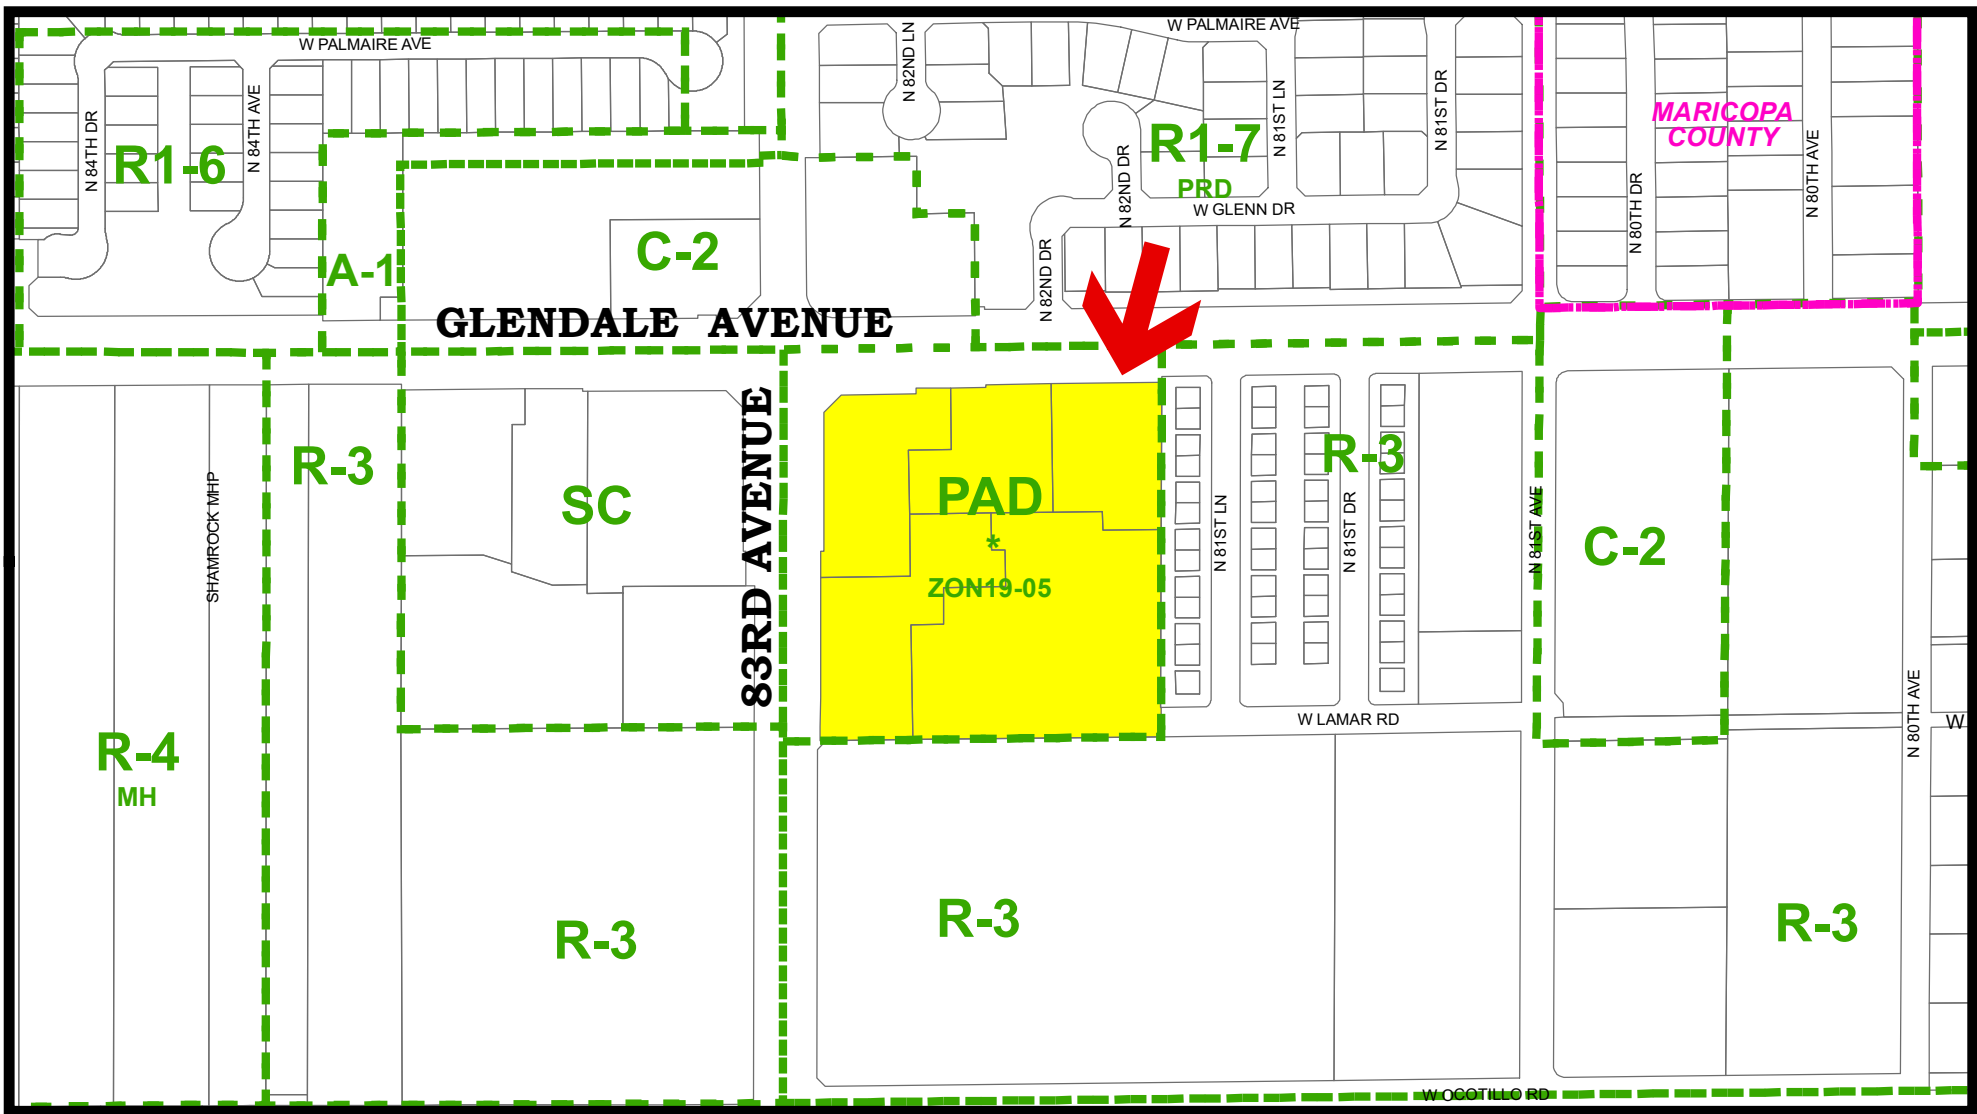 W PALMAIRE AVE
W PALMAIRE AVE
N 82ND LN
N 84TH DR
N 84TH AVE
R1-6
N 81ST LN
N 81ST DR
MARICOPA
COUNTY
R1-7
PRD
N 82ND DR
W GLENN DR
N 80TH DR
N 80TH AVE
A-1
C-2
N 82ND DR
GLENDALE AVENUE
R-3
SC
SHAMROCK MHP
83RD AVENUE
PAD
*
ZON19-05
R-3
N 81ST LN
N 81ST DR
N 81ST AVE
C-2
W LAMAR RD
N 80TH AVE
W
R-4
MH
R-3
R-3
R-3
W OCOTILLO RD